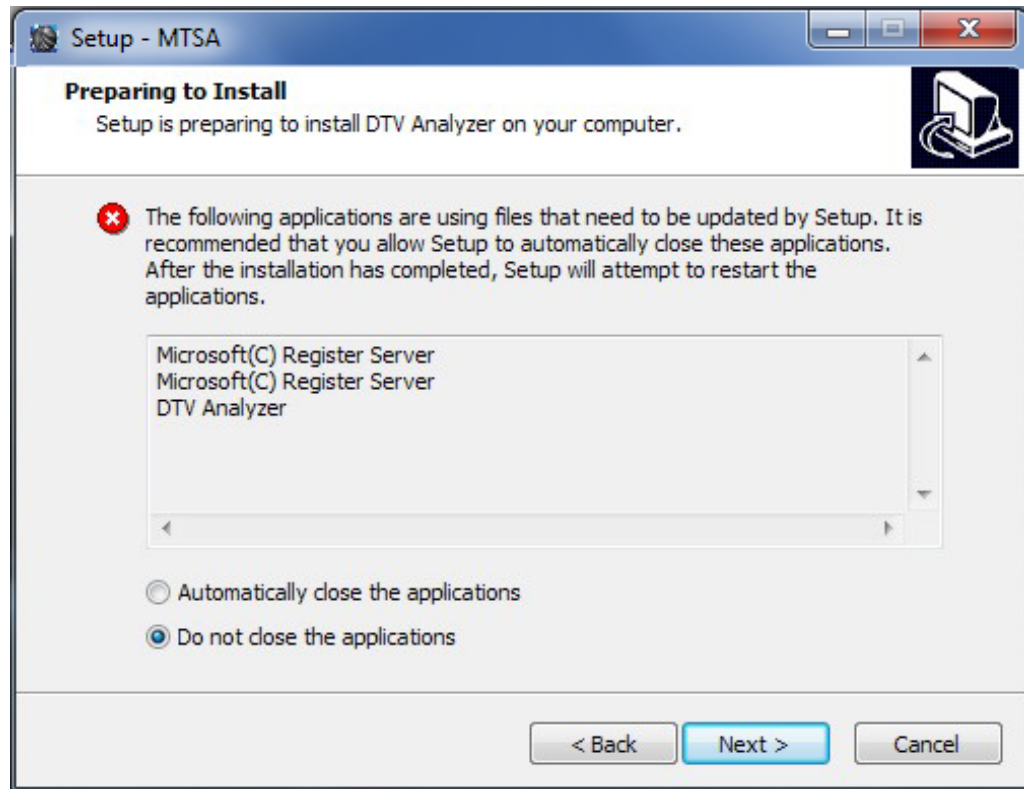 Setup - MTSA
Preparing to Install
Setup is preparing to install DTV Analyzer on your computer.
The following applications are using files that need to be updated by Setup. It is
recommended that you allow Setup to automatically close these applications.
After the installation has completed, Setup will attempt to restart the
applications.
Microsoft(C) Register Server
Microsoft(C) Register Server
DTV Analyzer
Automatically close the applications
Do not close the applications
< Back Next > Cancel